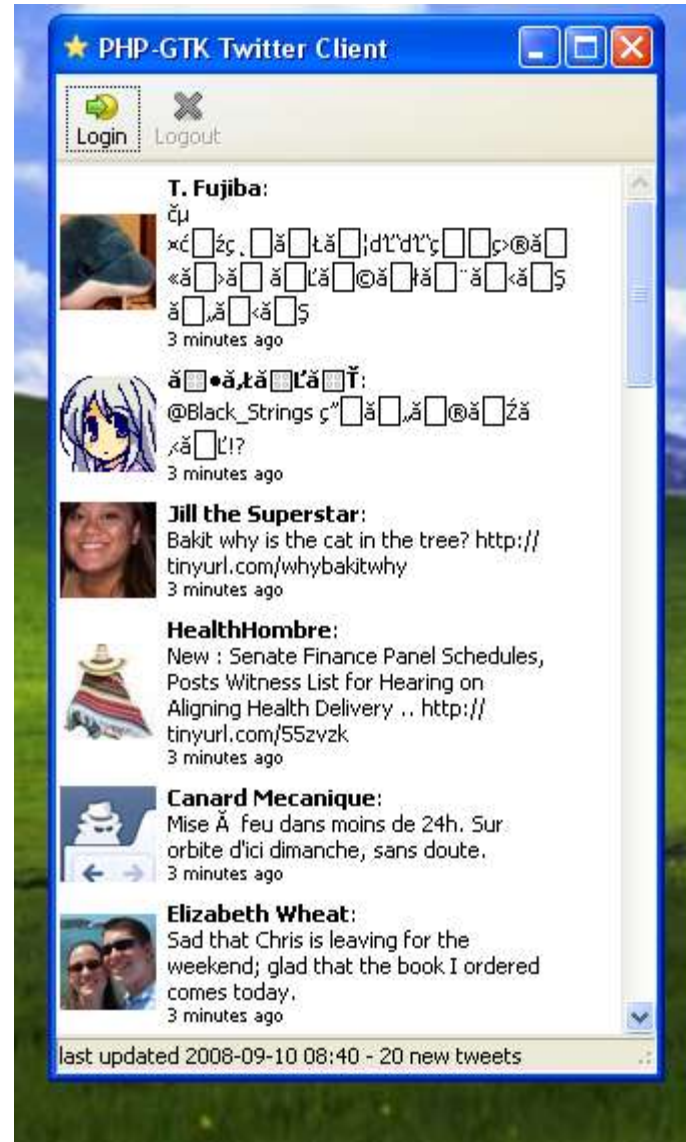 PHP-GTK Twitter Client
Login Logout
T. Fujiba:
3 minutes ago
@Black_Strings
3 minutes ago
Jill the Superstar:
Bakit why is the cat in the tree? http://
tinyurl.com/whybakitwhy
3 minutes ago
HealthHombre:
New : Senate Finance Panel Schedules,
Posts Witness List for Hearing on
Aligning Health Delivery .. http://
tinyurl.com/55zvzk
3 minutes ago
Canard Mecanique:
Mise Ă feu dans moins de 24h. Sur
orbite d'ici dimanche, sans doute.
3 minutes ago
Elizabeth Wheat:
Sad that Chris is leaving for the
weekend; glad that the book I ordered
comes today.
3 minutes ago
last updated 2008-09-10 08:40 - 20 new tweets